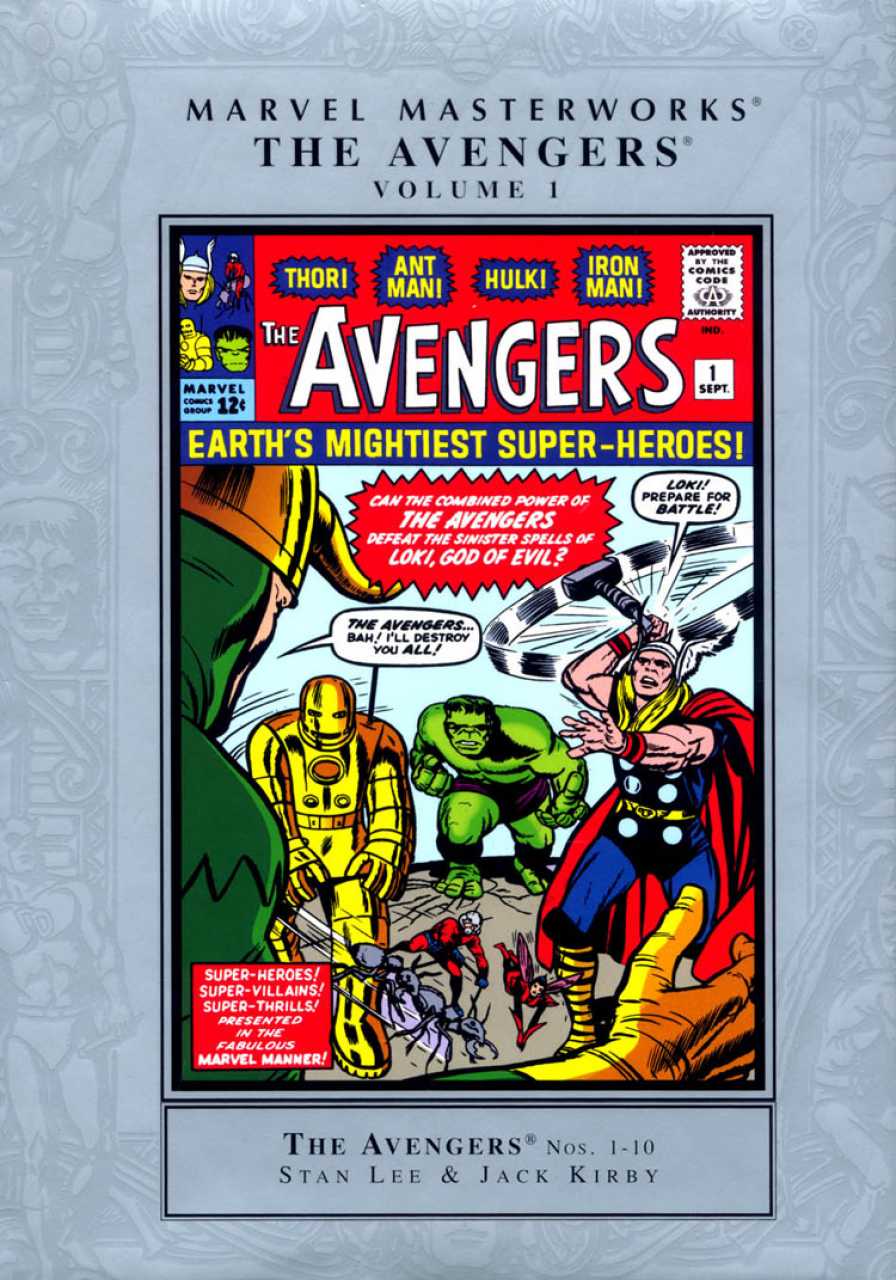 MARVEL MASTERWORKS®
THE AVENGERS®
VOLUME 1
THOR!
ANT
MAN!
HULK!
IRON
MAN!
APPROVED
BY THE
COMICS
CODE
A
AUTHORITY
IND.
THE AVENGERS
1
SEPT.
MARVEL
COMICS
GROUP 12¢
EARTH'S MIGHTIEST SUPER-HEROES!
CAN THE COMBINED POWER OF
THE AVENGERS
DEFEAT THE SINISTER SPELLS OF
LOKI, GOD OF EVIL?
LOKI!
PREPARE FOR
BATTLE!
THE AVENGERS...
BAH! I'LL DESTROY
YOU ALL!
SUPER-HEROES!
SUPER-VILLAINS!
SUPER-THRILLS!
PRESENTED
IN THE
FABULOUS
MARVEL MANNER!
THE AVENGERS® NOS. 1-10
STAN LEE & JACK KIRBY